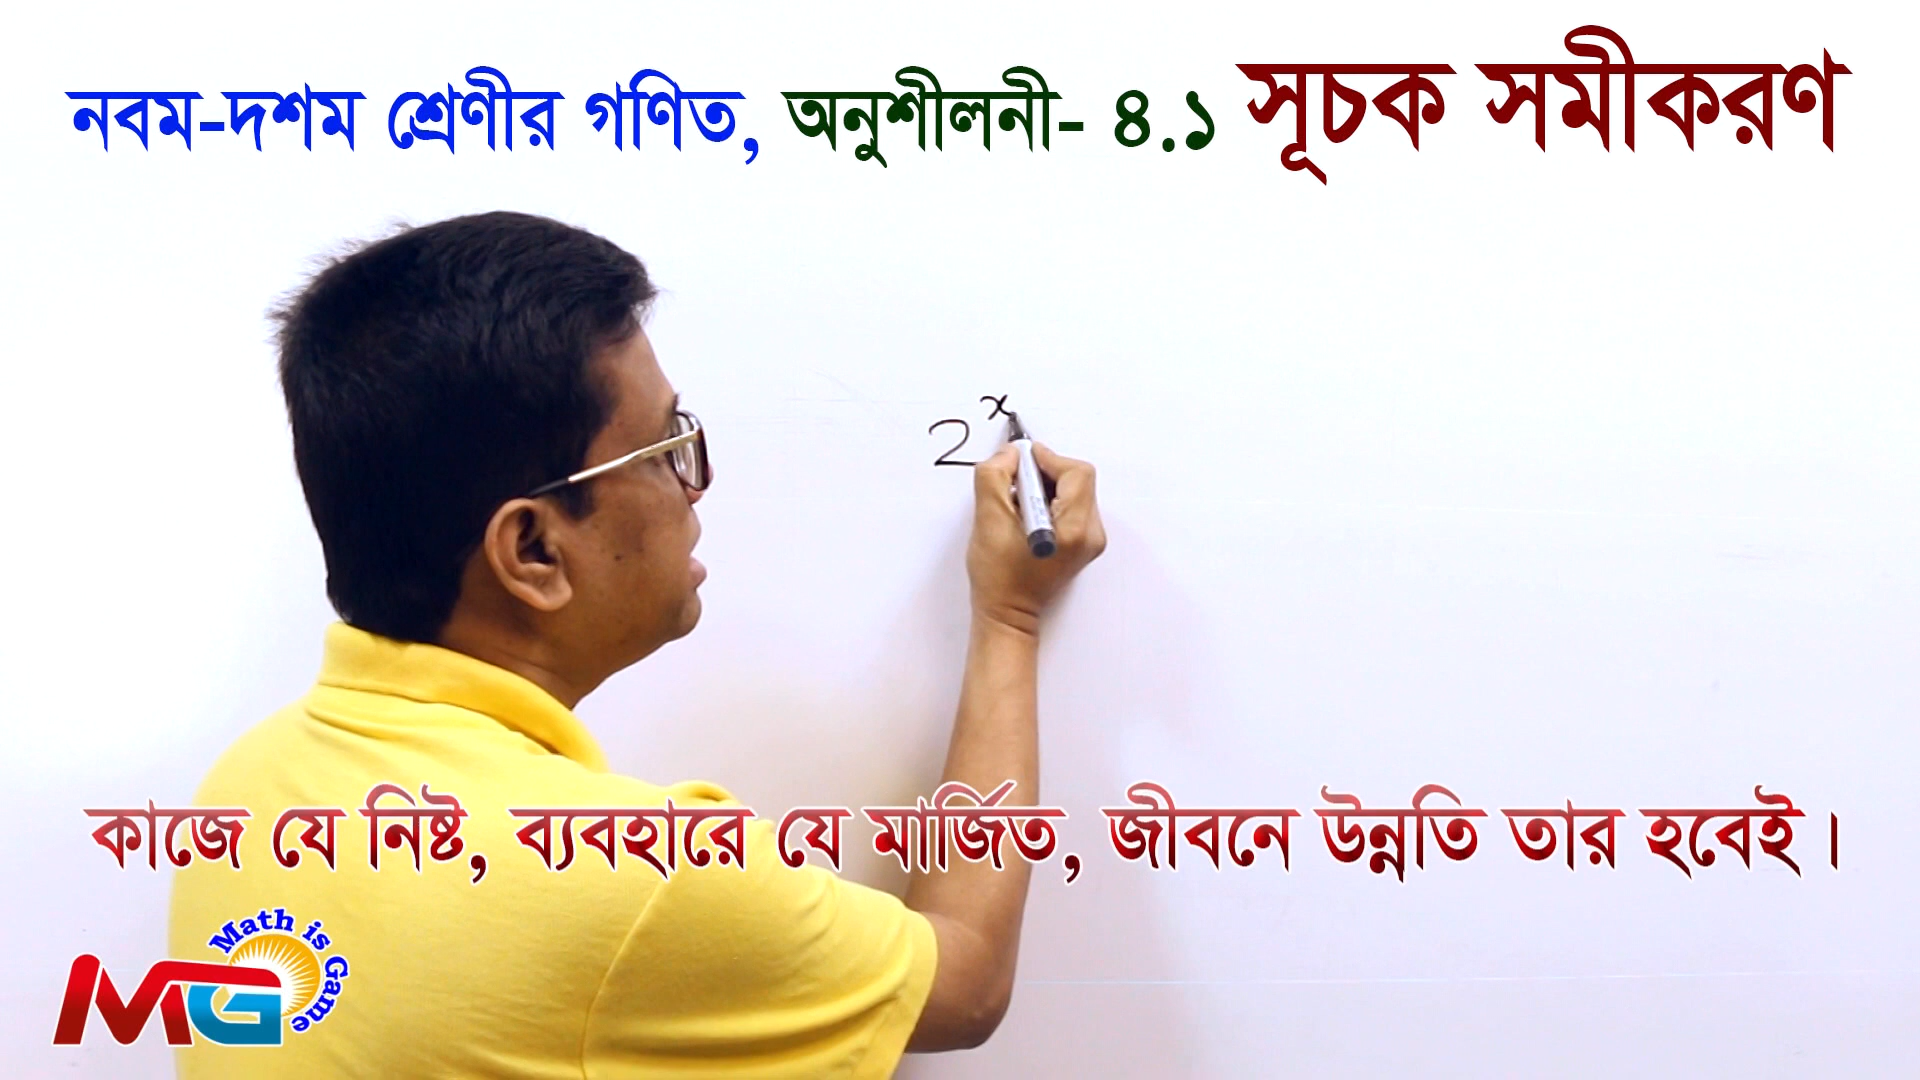 নবম-দশম শ্রেণীর গণিত, অনুশীলনী- ৪.১ সূচক সমীকরণ
2^x
কাজে যে নিষ্ট, ব্যবহারে যে মার্জিত, জীবনে উন্নতি তার হবেই।
Math is Game
MG